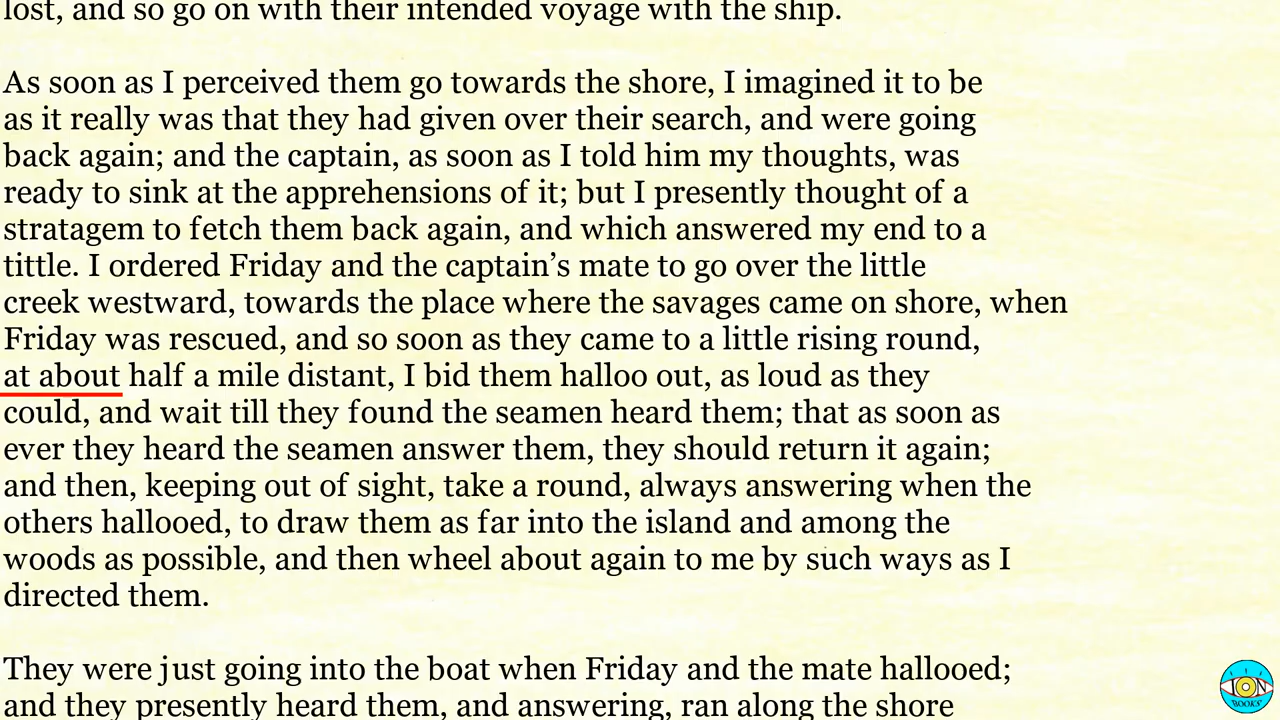 lost, and so go on with their intended voyage with the ship.
As soon as I perceived them go towards the shore, I imagined it to be
as it really was that they had given over their search, and were going
back again; and the captain, as soon as I told him my thoughts, was
ready to sink at the apprehensions of it; but I presently thought of a
stratagem to fetch them back again, and which answered my end to a
tittle. I ordered Friday and the captain’s mate to go over the little
creek westward, towards the place where the savages came on shore, when
Friday was rescued, and so soon as they came to a little rising round,
at about half a mile distant, I bid them halloo out, as loud as they
could, and wait till they found the seamen heard them; that as soon as
ever they heard the seamen answer them, they should return it again;
and then, keeping out of sight, take a round, always answering when the
others hallooed, to draw them as far into the island and among the
woods as possible, and then wheel about again to me by such ways as I
directed them.
They were just going into the boat when Friday and the mate hallooed;
and they presently heard them, and answering, ran along the shore
ION
BOOKS